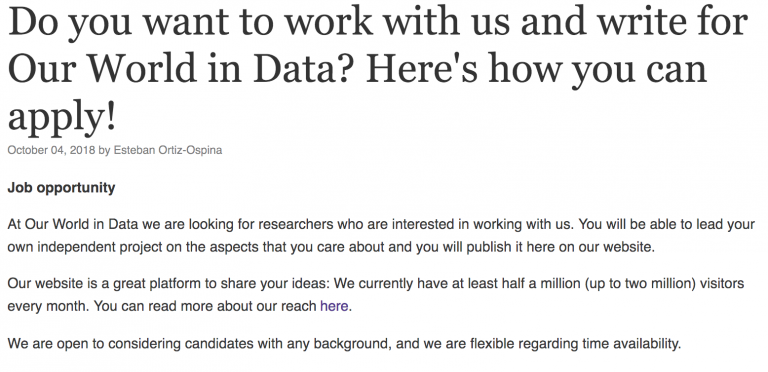 Do you want to work with us and write for
Our World in Data? Here's how you can
apply!
October 04, 2018 by Esteban Ortiz-Ospina
Job opportunity
At Our World in Data we are looking for researchers who are interested in working with us. You will be able to lead your
own independent project on the aspects that you care about and you will publish it here on our website.
Our website is a great platform to share your ideas: We currently have at least half a million (up to two million) visitors
every month. You can read more about our reach here.
We are open to considering candidates with any background, and we are flexible regarding time availability.